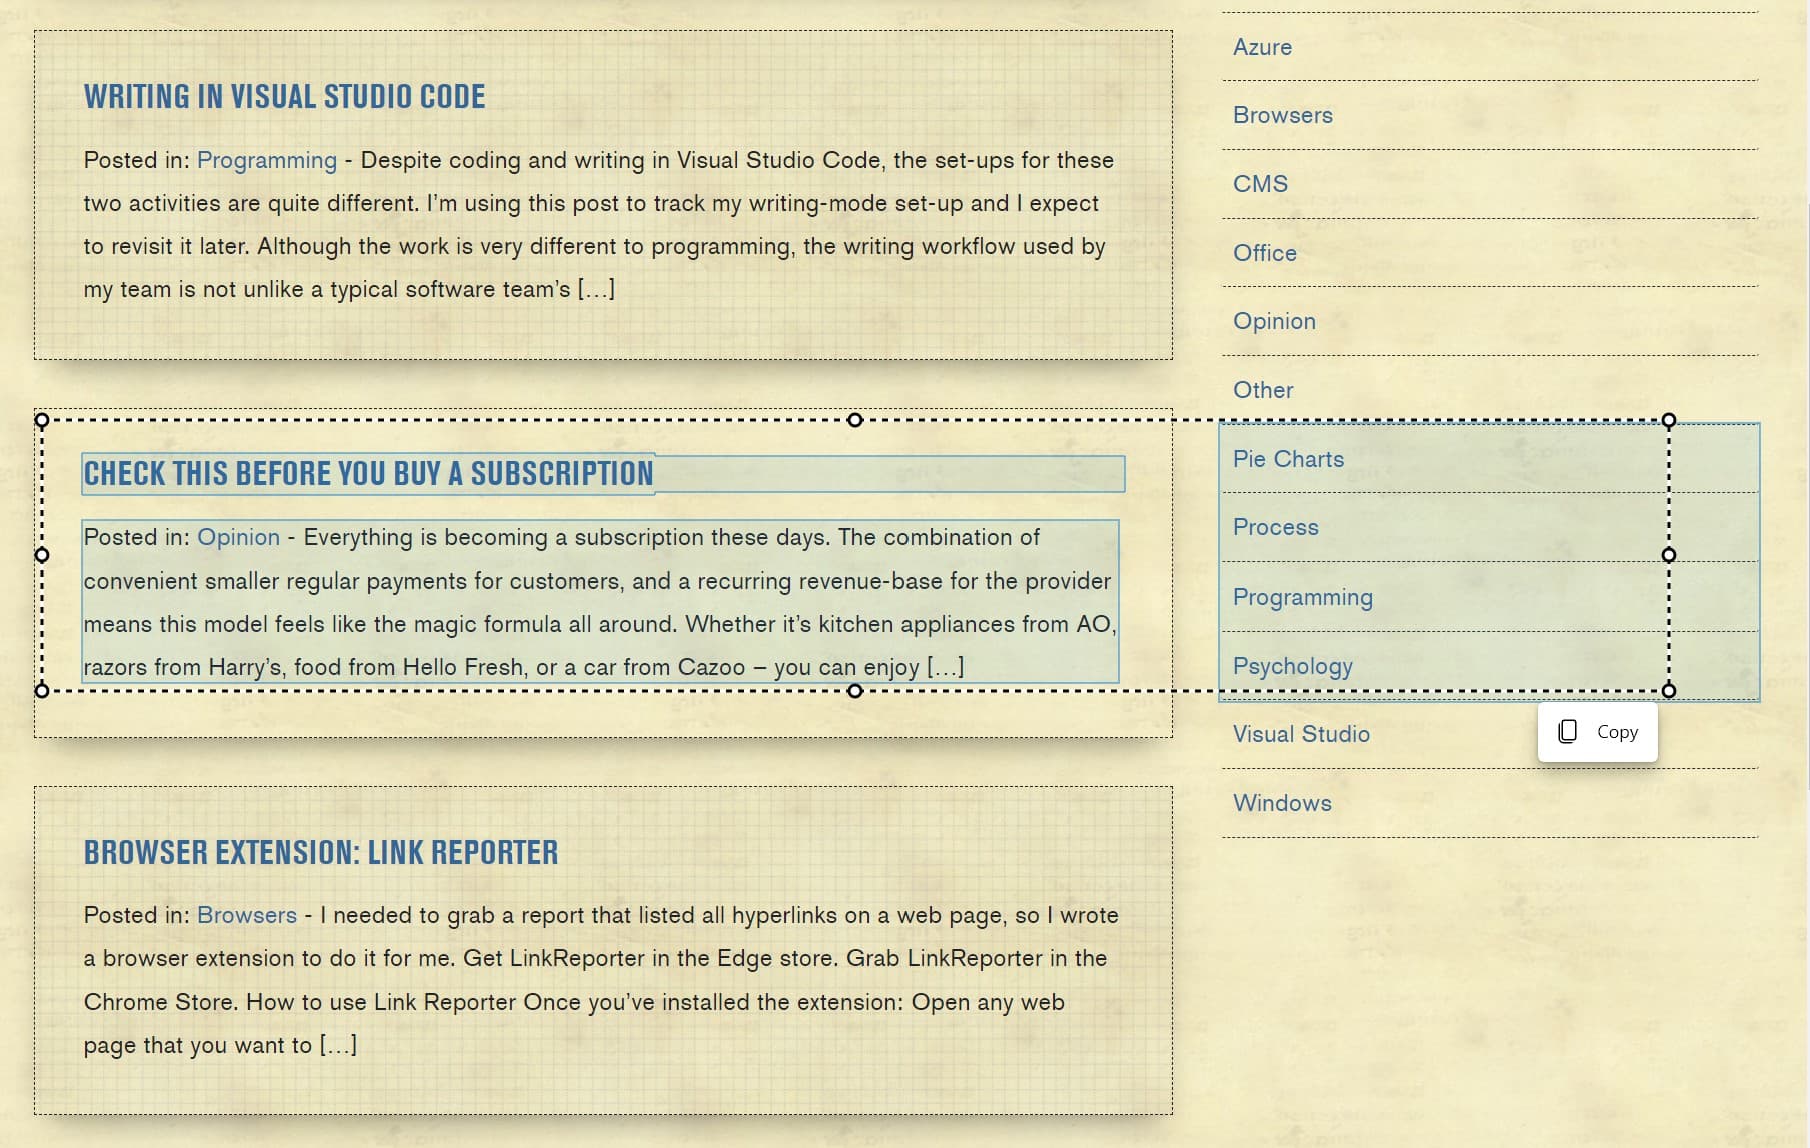 WRITING IN VISUAL STUDIO CODE
Posted in: Programming - Despite coding and writing in Visual Studio Code, the set-ups for these
two activities are quite different. I’m using this post to track my writing-mode set-up and I expect
to revisit it later. Although the work is very different to programming, the writing workflow used by
my team is not unlike a typical software team’s […]
CHECK THIS BEFORE YOU BUY A SUBSCRIPTION
Posted in: Opinion - Everything is becoming a subscription these days. The combination of
convenient smaller regular payments for customers, and a recurring revenue-base for the provider
means this model feels like the magic formula all around. Whether it’s kitchen appliances from AO,
razors from Harry’s, food from Hello Fresh, or a car from Cazoo – you can enjoy […]
BROWSER EXTENSION: LINK REPORTER
Posted in: Browsers - I needed to grab a report that listed all hyperlinks on a web page, so I wrote
a browser extension to do it for me. Get LinkReporter in the Edge store. Grab LinkReporter in the
Chrome Store. How to use Link Reporter Once you’ve installed the extension: Open any web
page that you want to […]
Azure
Browsers
CMS
Office
Opinion
Other
Pie Charts
Process
Programming
Psychology
Visual Studio
Windows
Copy